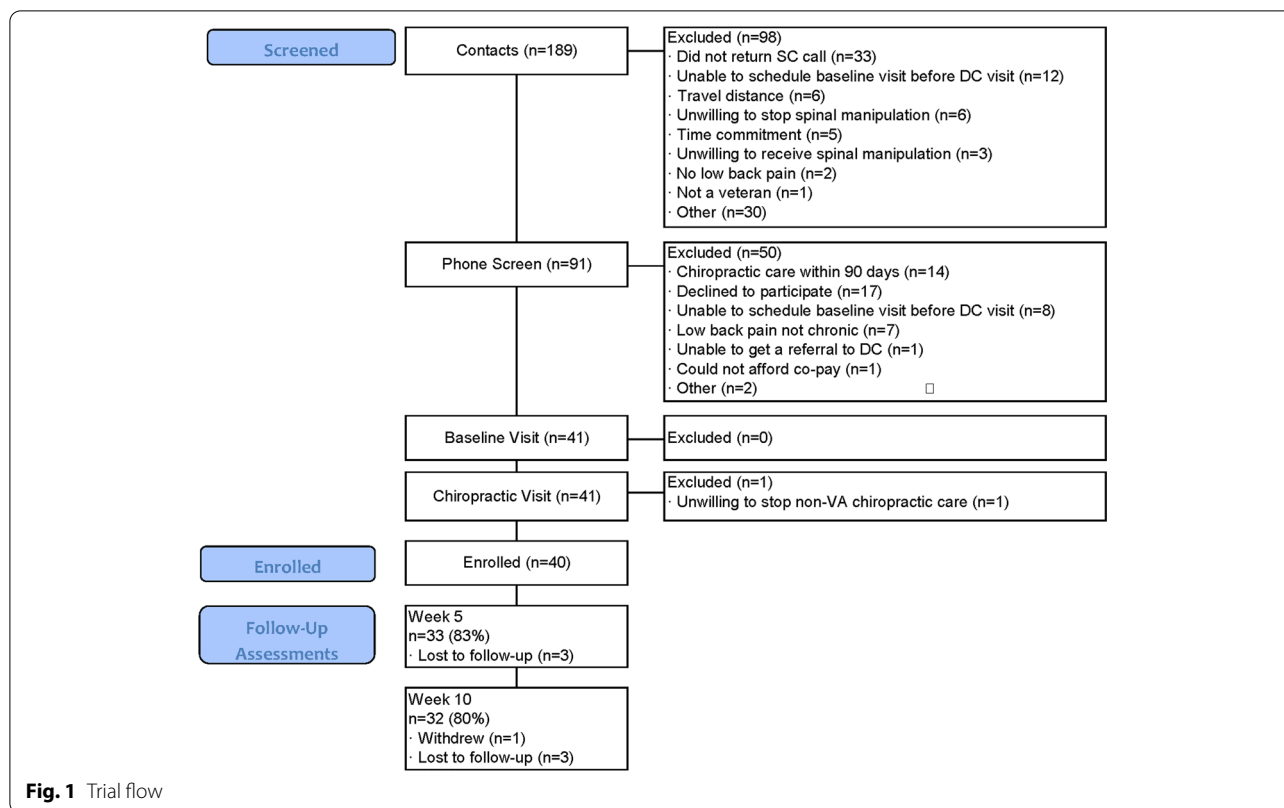 Screened
Contacts (n=189)
Excluded (n=98)
· Did not return SC call (n=33)
· Unable to schedule baseline visit before DC visit (n=12)
· Travel distance (n=6)
· Unwilling to stop spinal manipulation (n=6)
· Time commitment (n=5)
· Unwilling to receive spinal manipulation (n=3)
· No low back pain (n=2)
· Not a veteran (n=1)
· Other (n=30)
Phone Screen (n=91)
Excluded (n=50)
· Chiropractic care within 90 days (n=14)
· Declined to participate (n=17)
· Unable to schedule baseline visit before DC visit (n=8)
· Low back pain not chronic (n=7)
· Unable to get a referral to DC (n=1)
· Could not afford co-pay (n=1)
· Other (n=2)
Baseline Visit (n=41)
Excluded (n=0)
Chiropractic Visit (n=41)
Excluded (n=1)
· Unwilling to stop non-VA chiropractic care (n=1)
Enrolled
Enrolled (n=40)
Follow-Up
Assessments
Week 5
n=33 (83%)
· Lost to follow-up (n=3)
Week 10
n=32 (80%)
· Withdrew (n=1)
· Lost to follow-up (n=3)
Fig. 1 Trial flow